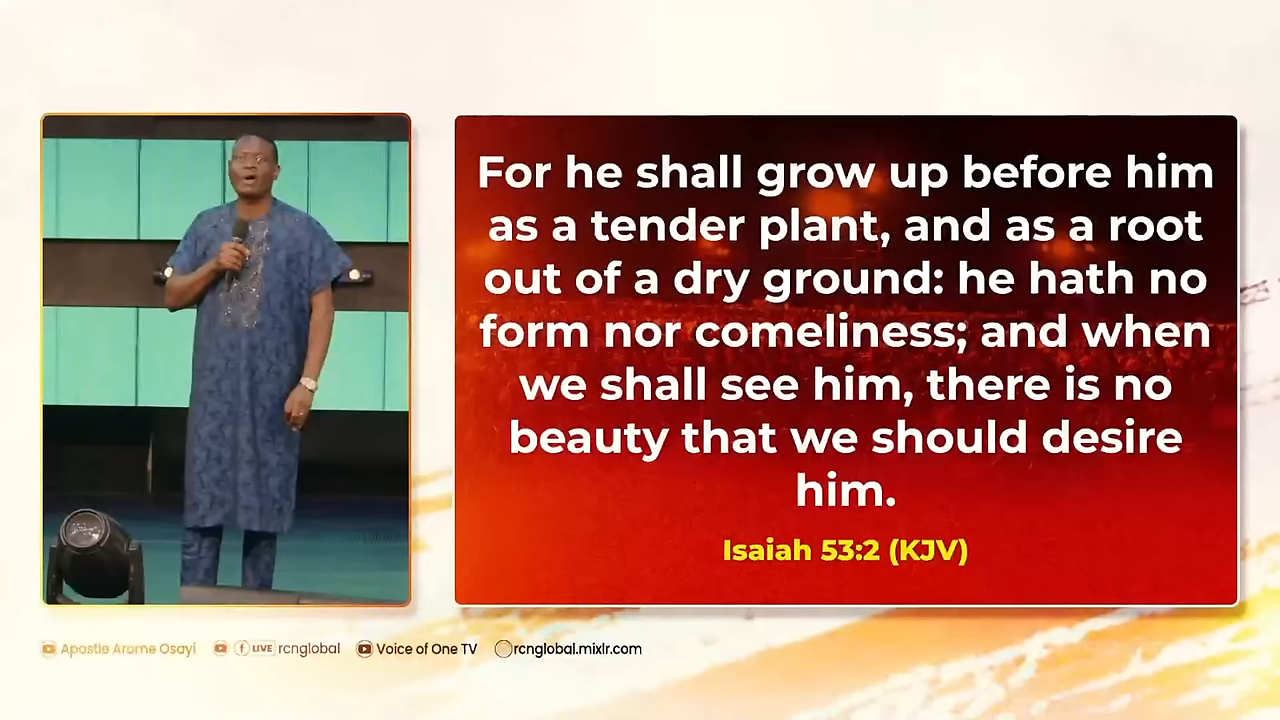 For he shall grow up before him
as a tender plant, and as a root
out of a dry ground: he hath no
form nor comeliness; and when
we shall see him, there is no
beauty that we should desire
him.
Isaiah 53:2 (KJV)
Apostle Arome Osayi LIVE rcnglobal Voice of One TV rcnglobal.mixlr.com